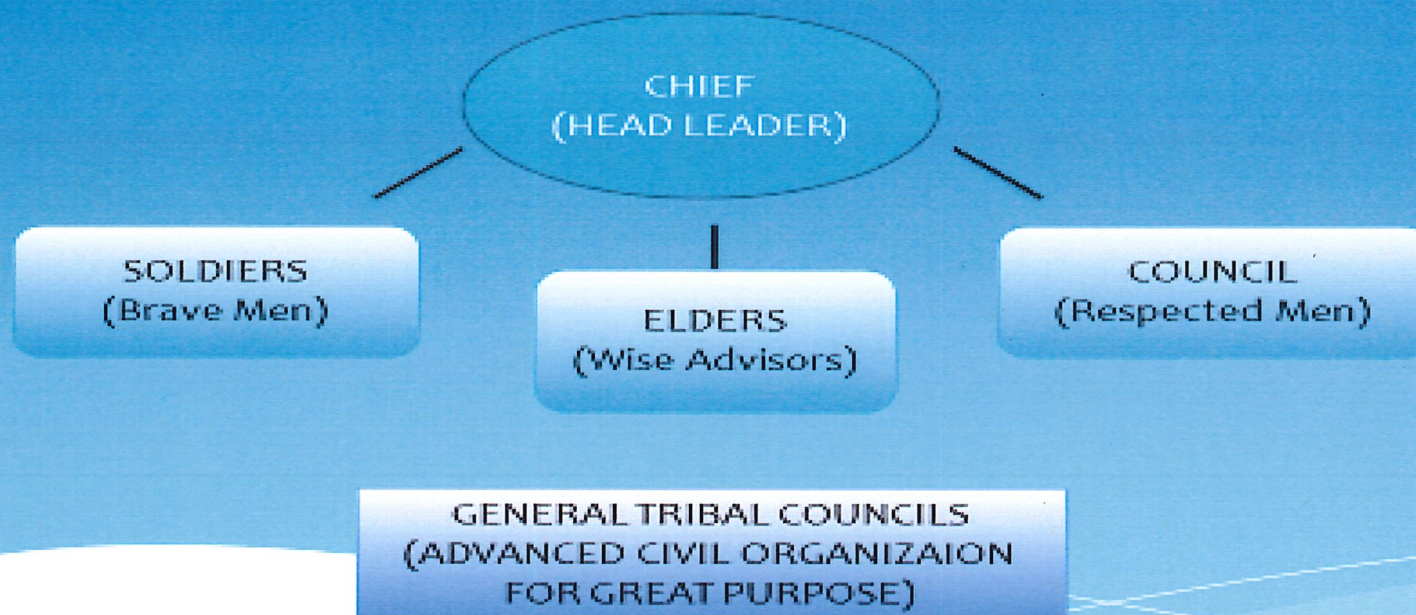 CHIEF
(HEAD LEADER)
SOLDIERS
(Brave Men)
ELDERS
(Wise Advisors)
COUNCIL
(Respected Men)
GENERAL TRIBAL COUNCILS
(ADVANCED CIVIL ORGANIZAION
FOR GREAT PURPOSE)